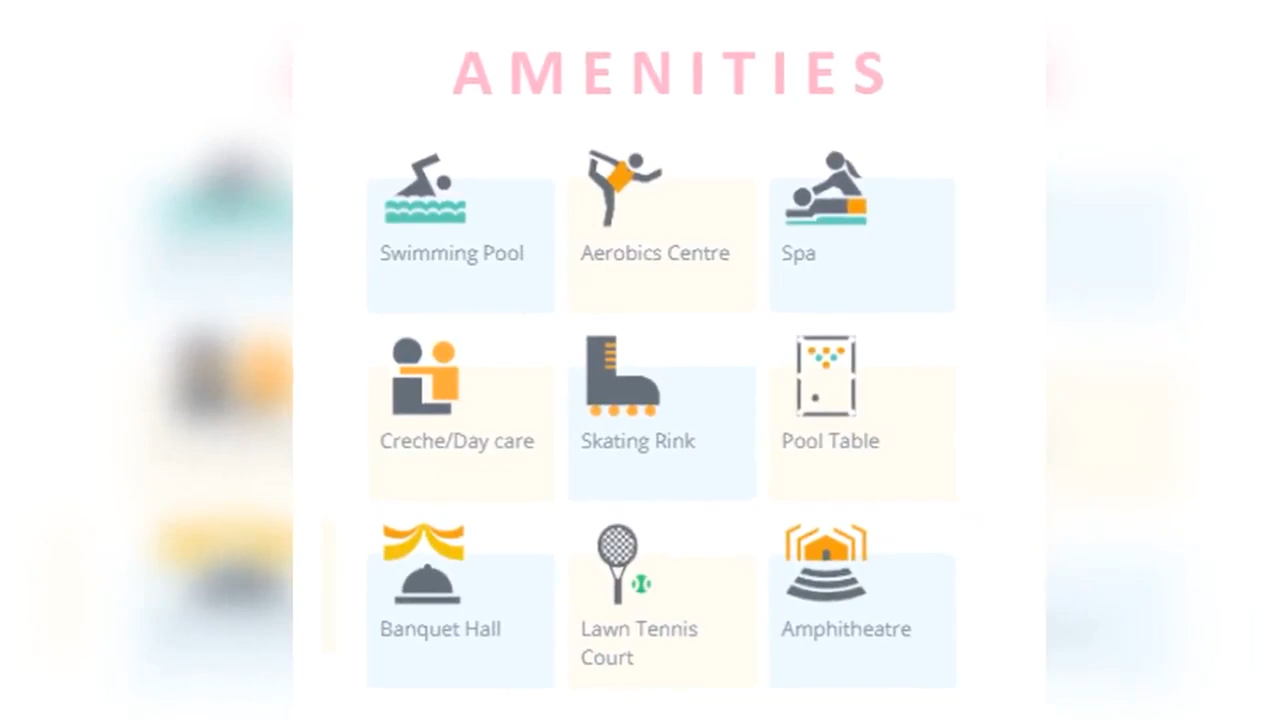 AMENITIES
Swimming Pool
Aerobics Centre
Spa
Creche/Day care
Skating Rink
Pool Table
Banquet Hall
Lawn Tennis
Court
Amphitheatre